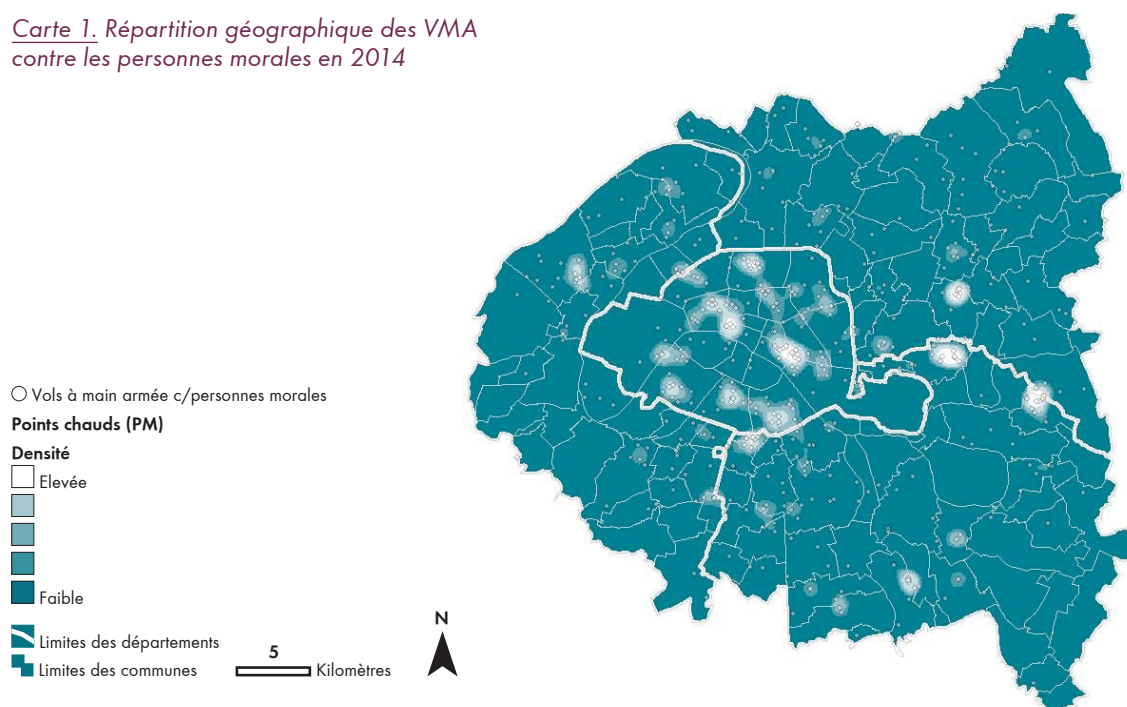 Carte 1. Répartition géographique des VMA
contre les personnes morales en 2014
Vols à main armée c/personnes morales
Points chauds (PM)
Densité
Elevée
Faible
Limites des départements
Limites des communes
5
Kilomètres
N